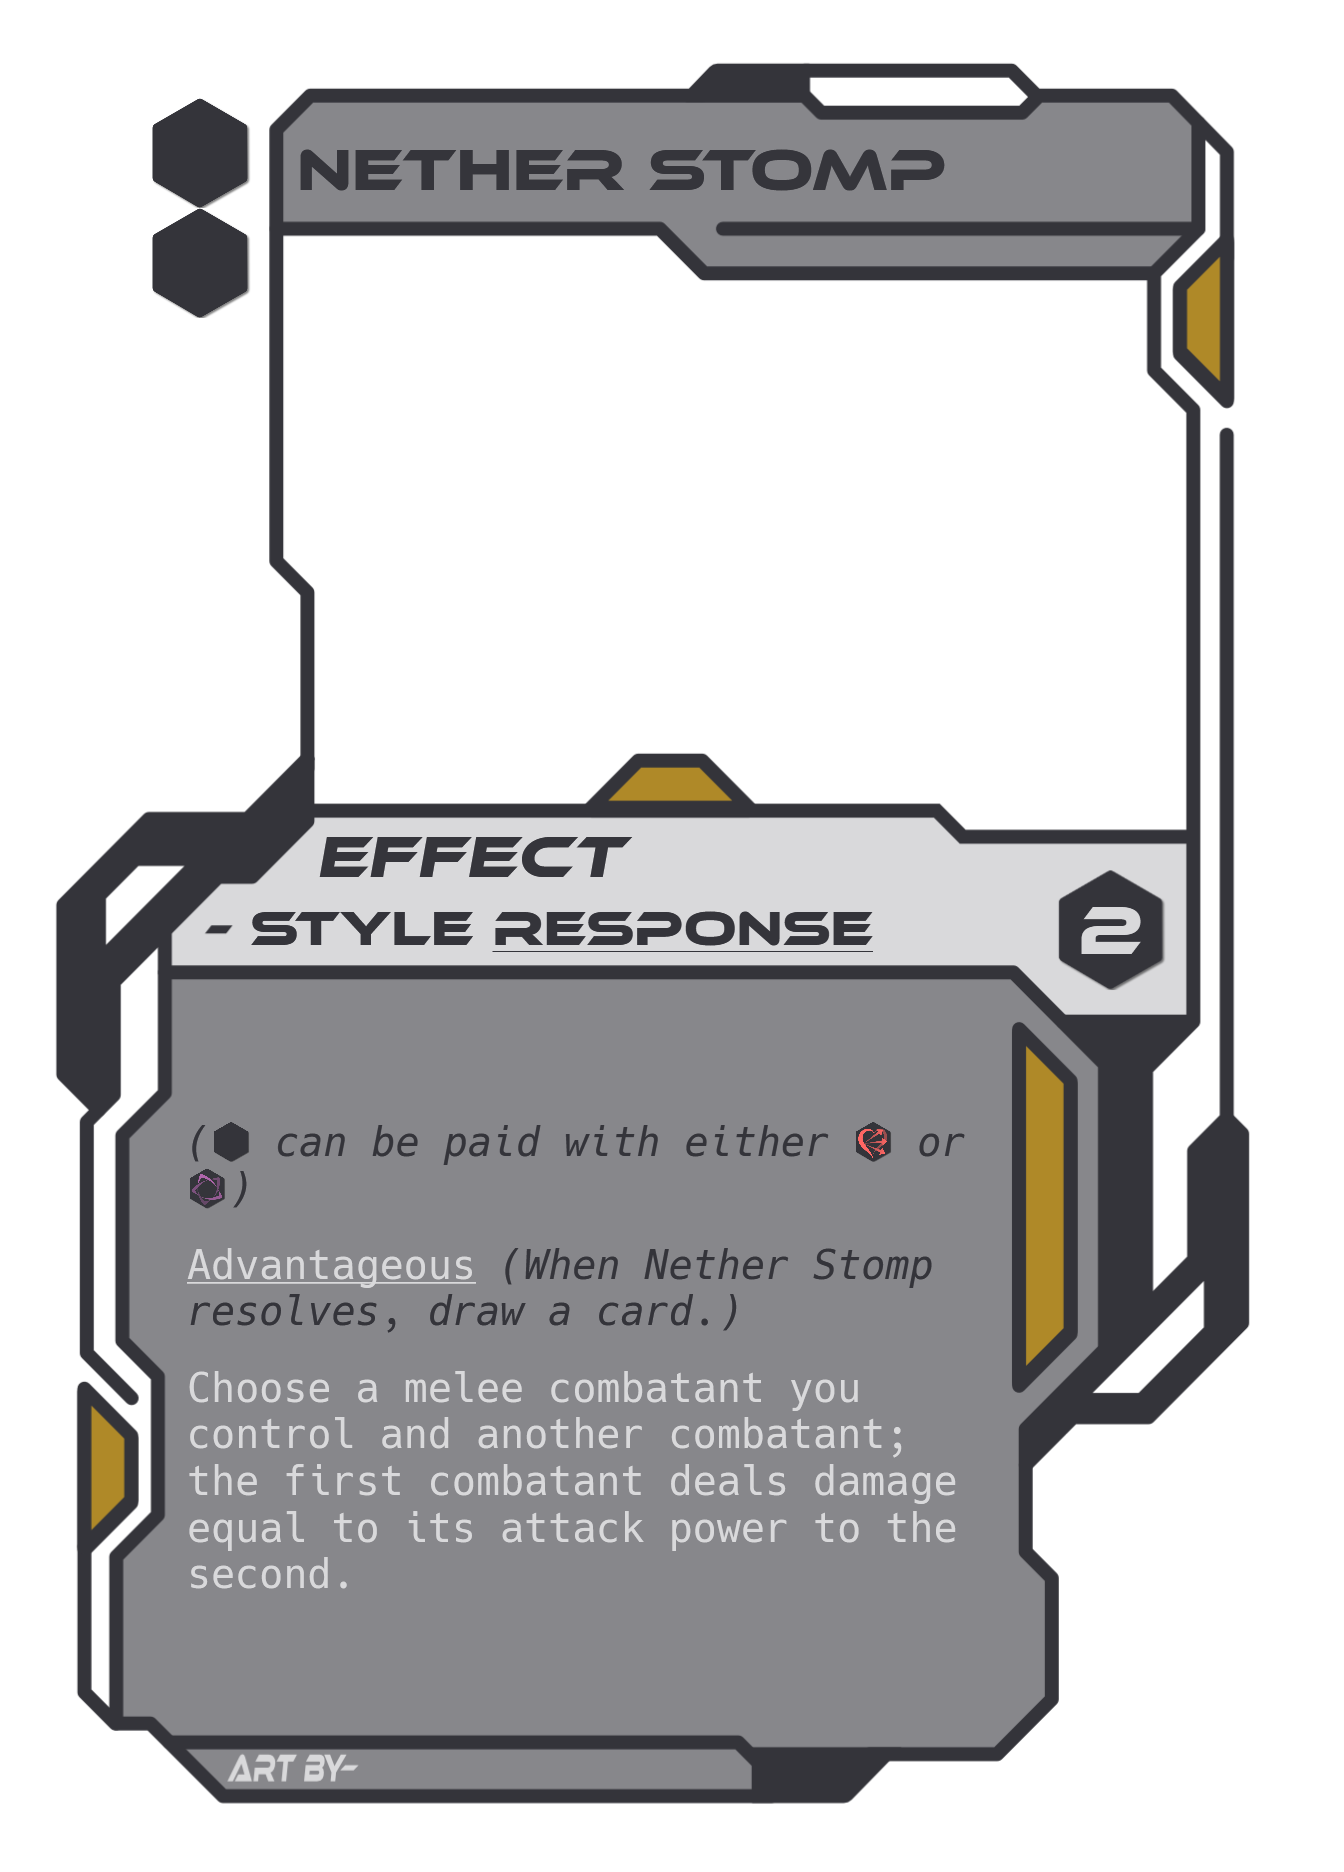 NETHER STOMP
EFFECT
- STYLE RESPONSE
2
( can be paid with either or
)
Advantageous (When Nether Stomp
resolves, draw a card.)
Choose a melee combatant you
control and another combatant;
the first combatant deals damage
equal to its attack power to the
second.
ART BY-